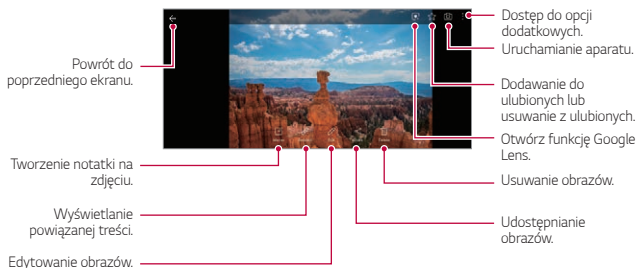 Dostęp do opcji
dodatkowych.
Uruchamianie aparatu.
Powrót do
poprzedniego ekranu.
Dodawanie do
ulubionych lub
usuwanie z ulubionych.
Otwórz funkcję Google
Lens.
Tworzenie notatki na
zdjęciu.
Usuwanie obrazów.
Wyświetlanie
powiązanej treści.
Udostępnianie
obrazów.
Edytowanie obrazów.